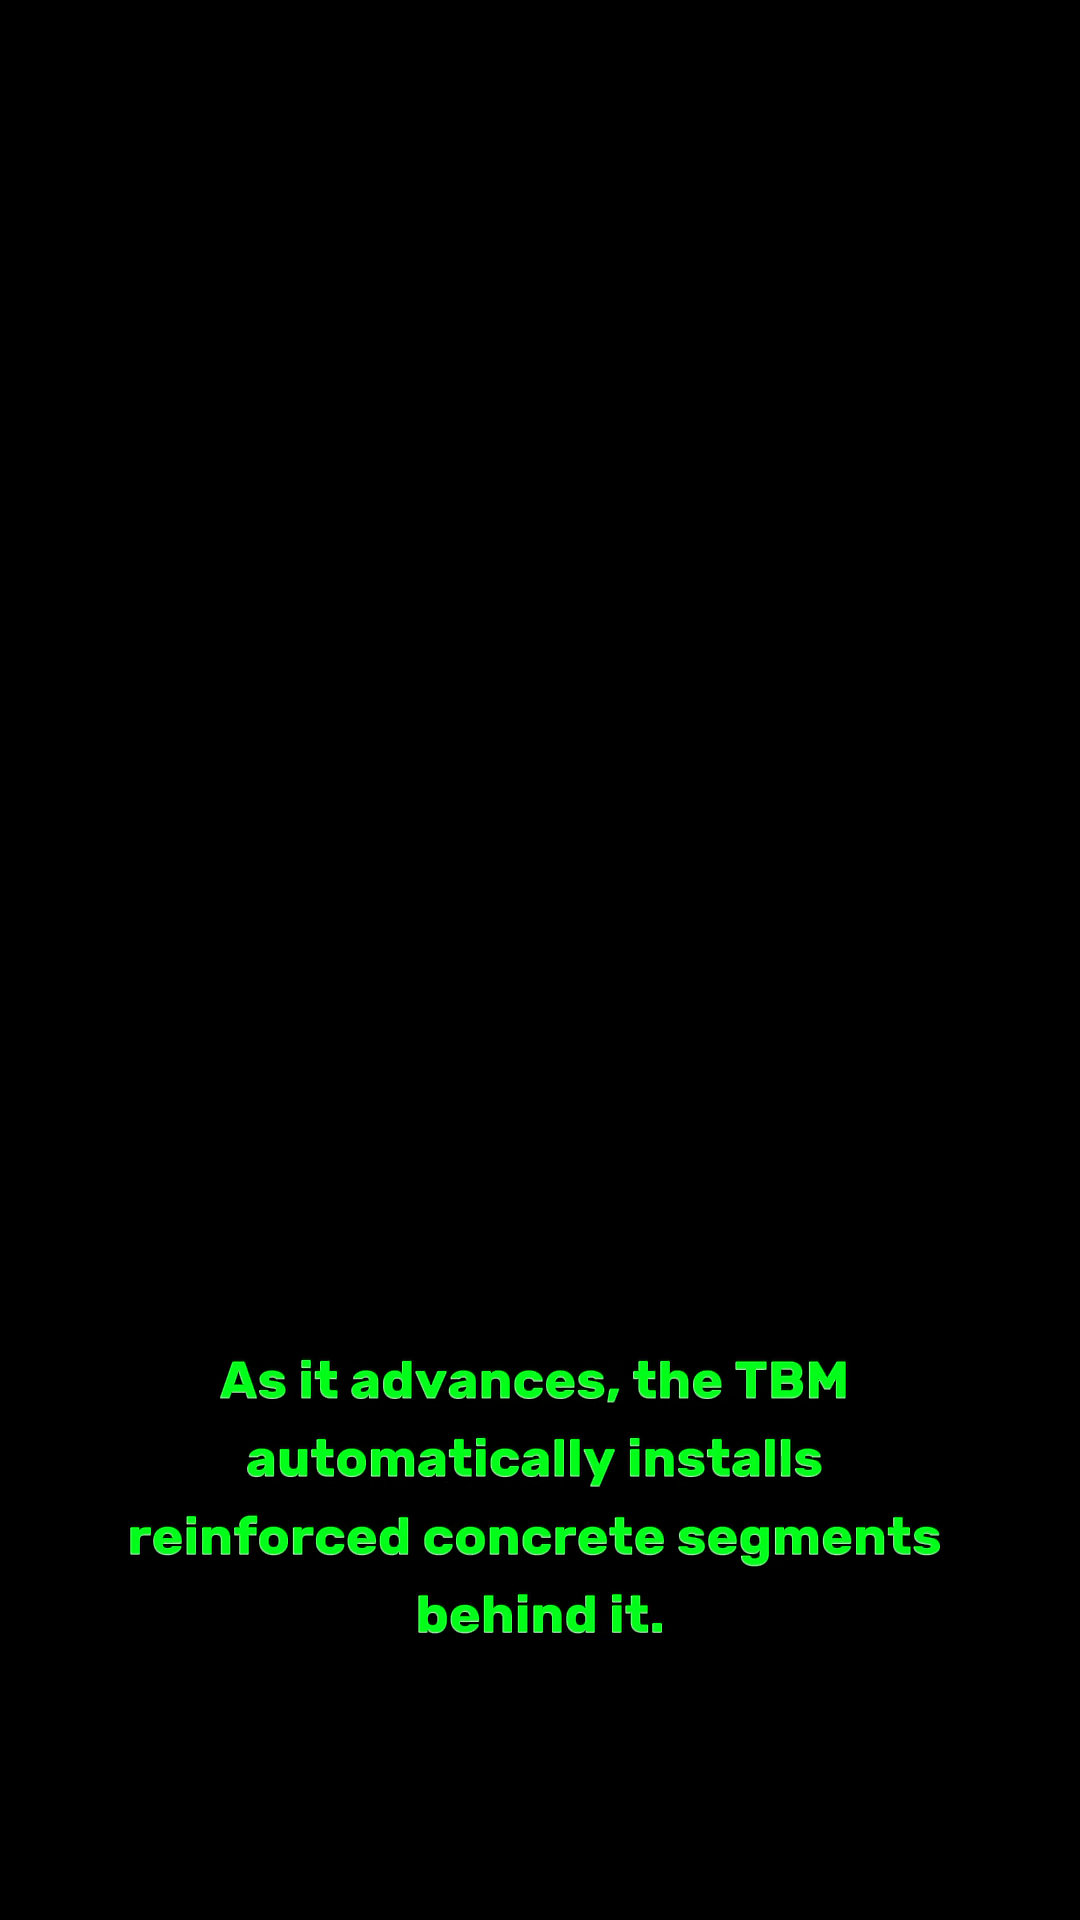 As it advances, the TBM
automatically installs
reinforced concrete segments
behind it.